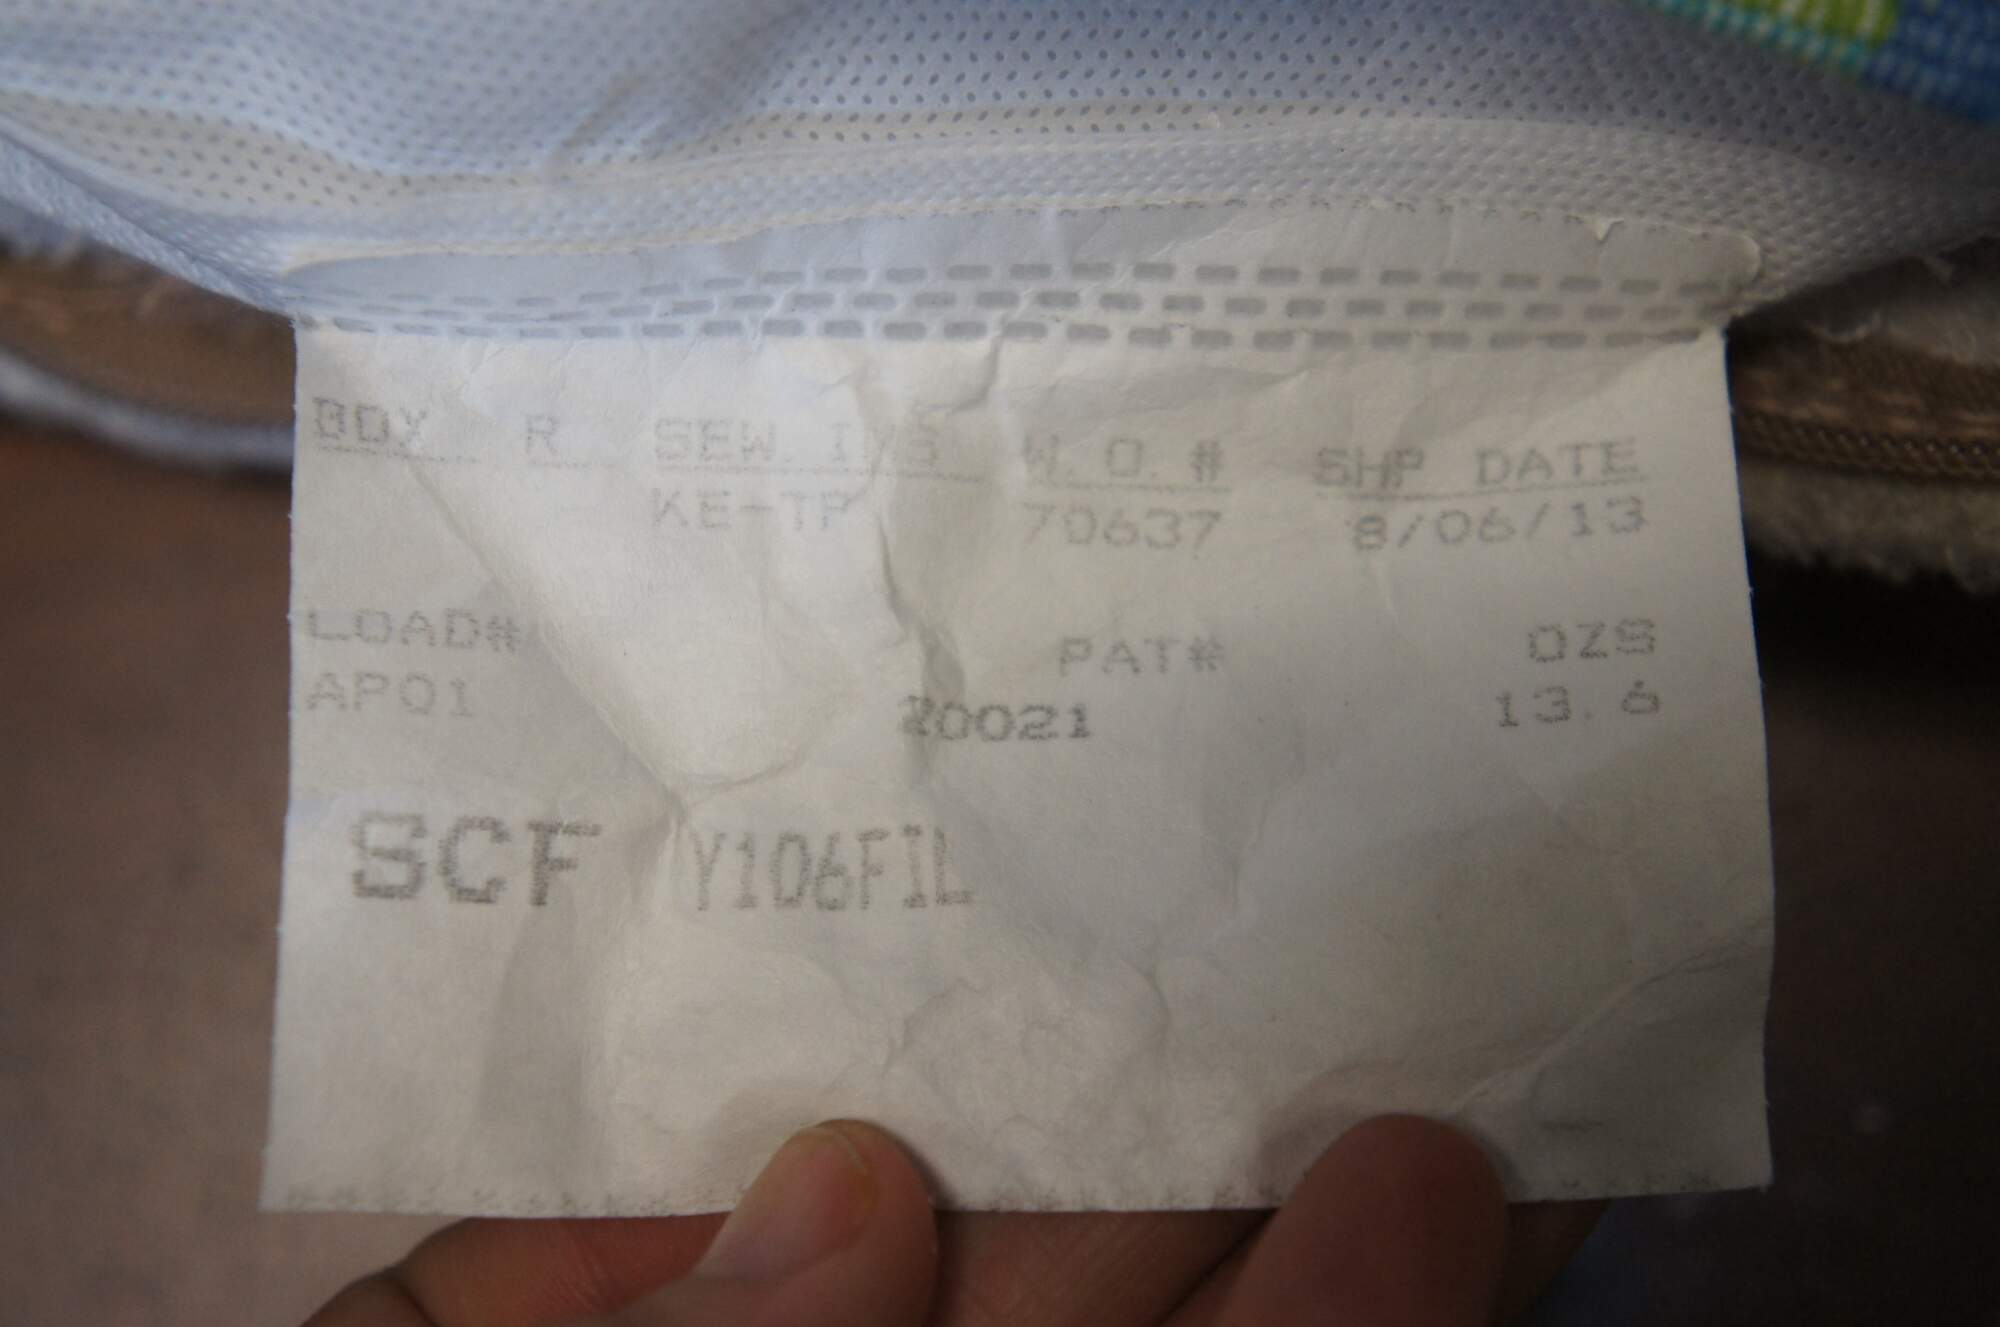 BOX R SEW. INS W. O. # SHP DATE
KE-TP 70637 8/06/13
LOAD# PAT# OZS
AP01 20021 13.6
SCF Y106FIL